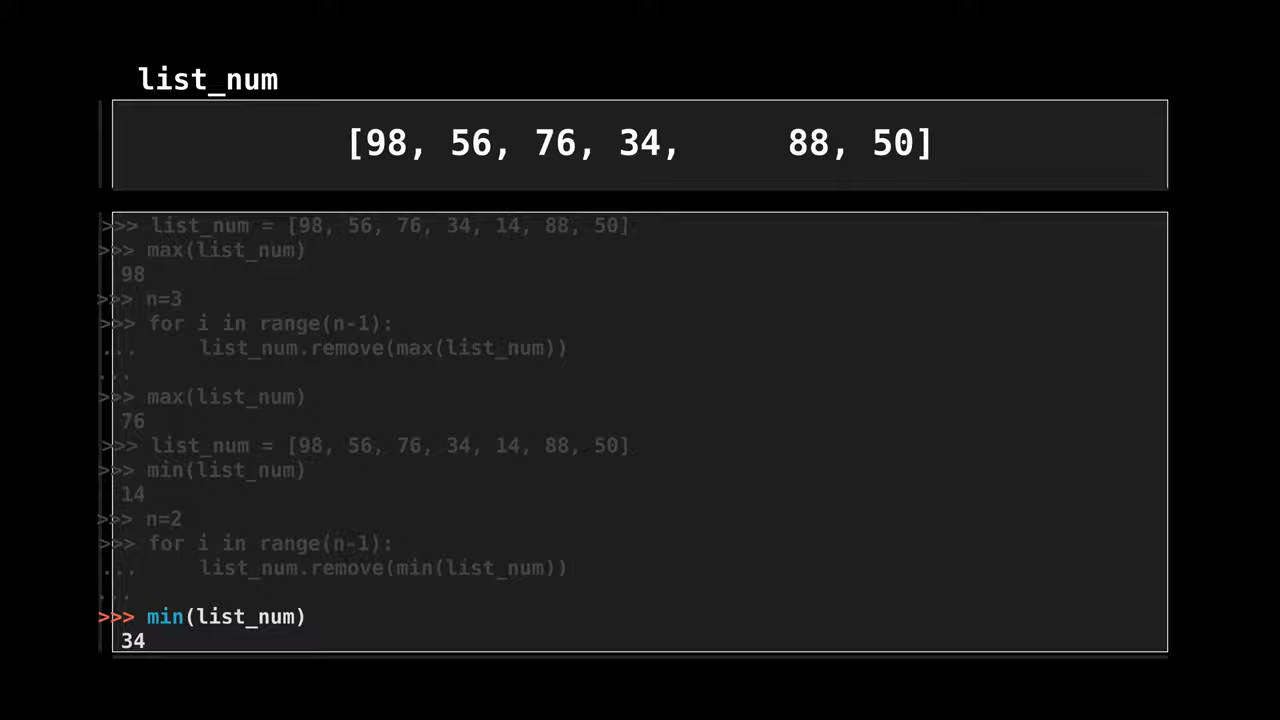 list_num
[98, 56, 76, 34, 88, 50]
>>> list_num = [98, 56, 76, 34, 14, 88, 50]
>>> max(list_num)
98
>>> n=3
>>> for i in range(n-1):
... list_num.remove(max(list_num))
...
>>> max(list_num)
76
>>> list_num = [98, 56, 76, 34, 14, 88, 50]
>>> min(list_num)
14
>>> n=2
>>> for i in range(n-1):
... list_num.remove(min(list_num))
...
>>> min(list_num)
34